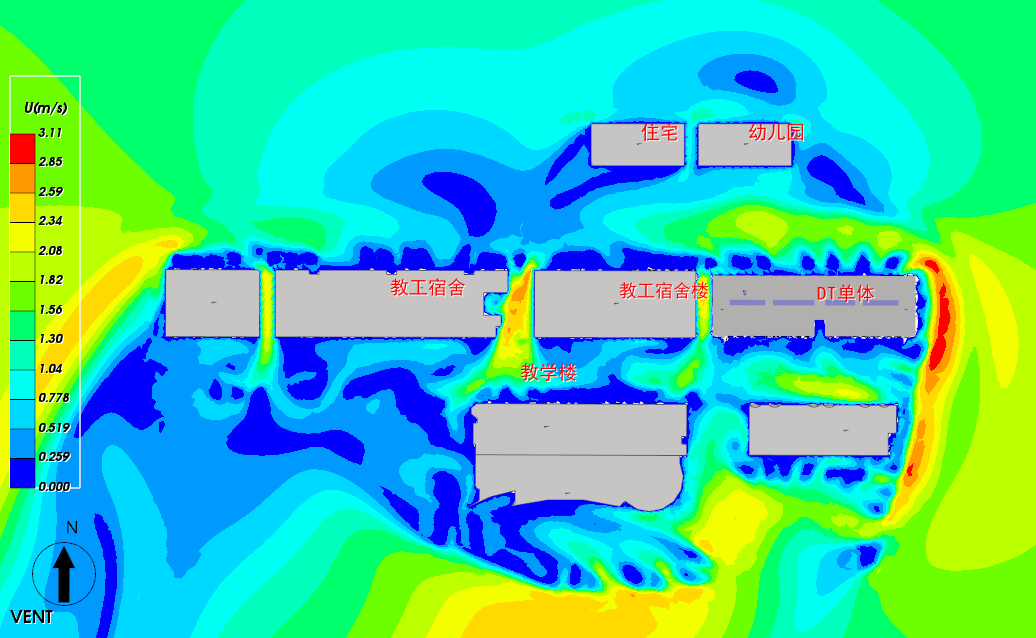 住宅
幼儿园
U(m/s)
3.11
2.85
2.59
2.34
2.08
1.82
1.56
1.30
1.04
0.778
0.519
0.259
0.000
教工宿舍
教工宿舍楼
DT单体
教学楼
N
VENT